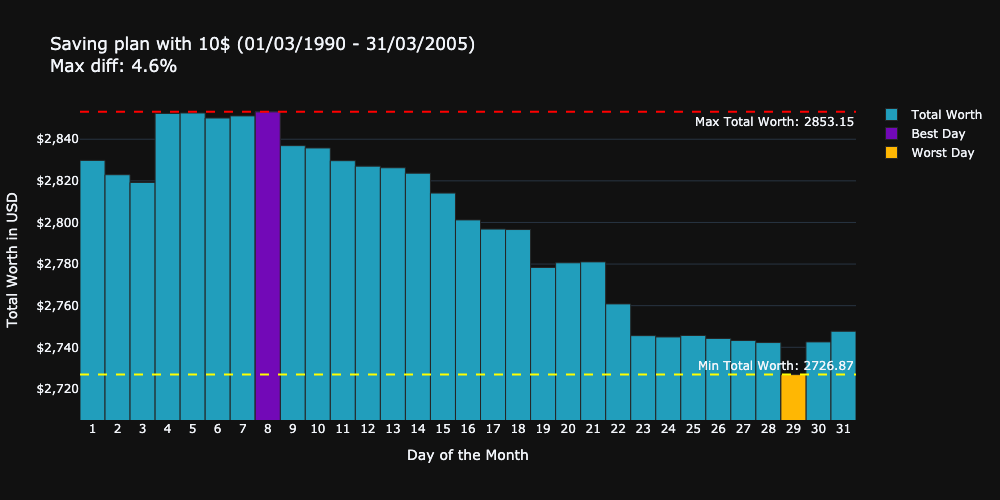 Saving plan with 10$ (01/03/1990 - 31/03/2005)
Max diff: 4.6%
Max Total Worth: 2853.15
Min Total Worth: 2726.87
Total Worth
Best Day
Worst Day
Total Worth in USD
$2,840
$2,820
$2,800
$2,780
$2,760
$2,740
$2,720
1 2 3 4 5 6 7 8 9 10 11 12 13 14 15 16 17 18 19 20 21 22 23 24 25 26 27 28 29 30 31
Day of the Month